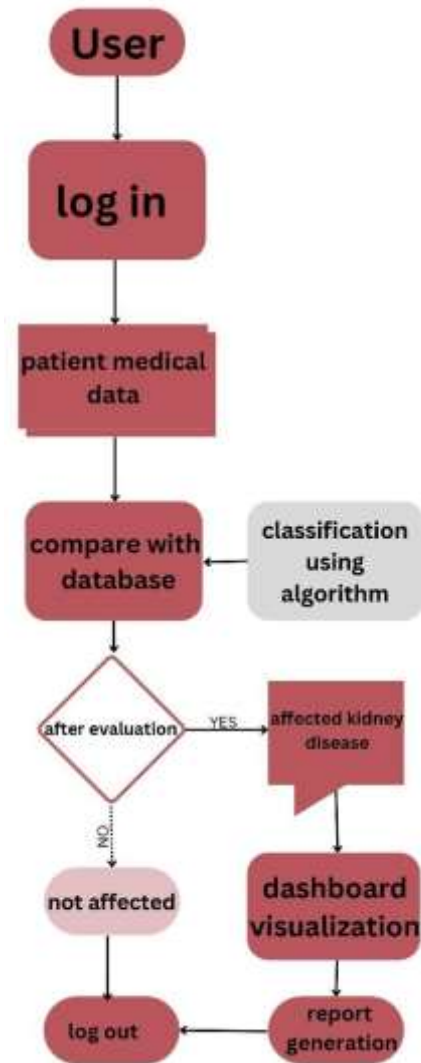 User
log in
patient medical
data
compare with
database
classification
using
algorithm
after evaluation
YES
affected kidney
disease
NO
not affected
dashboard
visualization
log out
report
generation